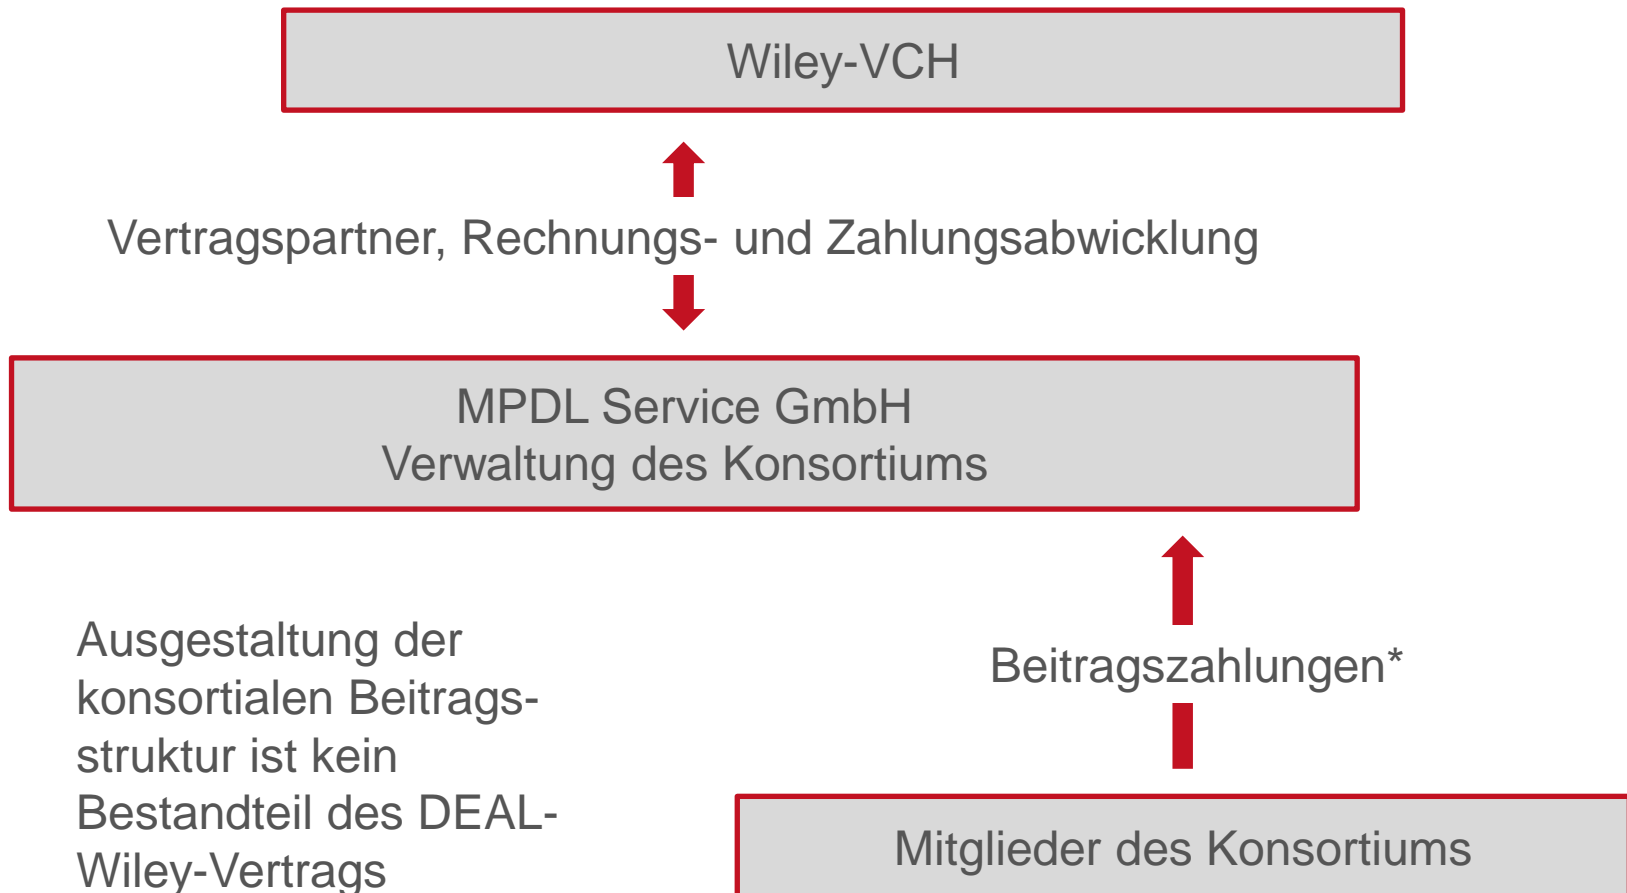 Wiley-VCH
Vertragspartner, Rechnungs- und Zahlungsabwicklung
MPDL Service GmbH
Verwaltung des Konsortiums
Ausgestaltung der
konsortialen Beitrags-
struktur ist kein
Bestandteil des DEAL-
Wiley-Vertrags
Beitragszahlungen*
Mitglieder des Konsortiums